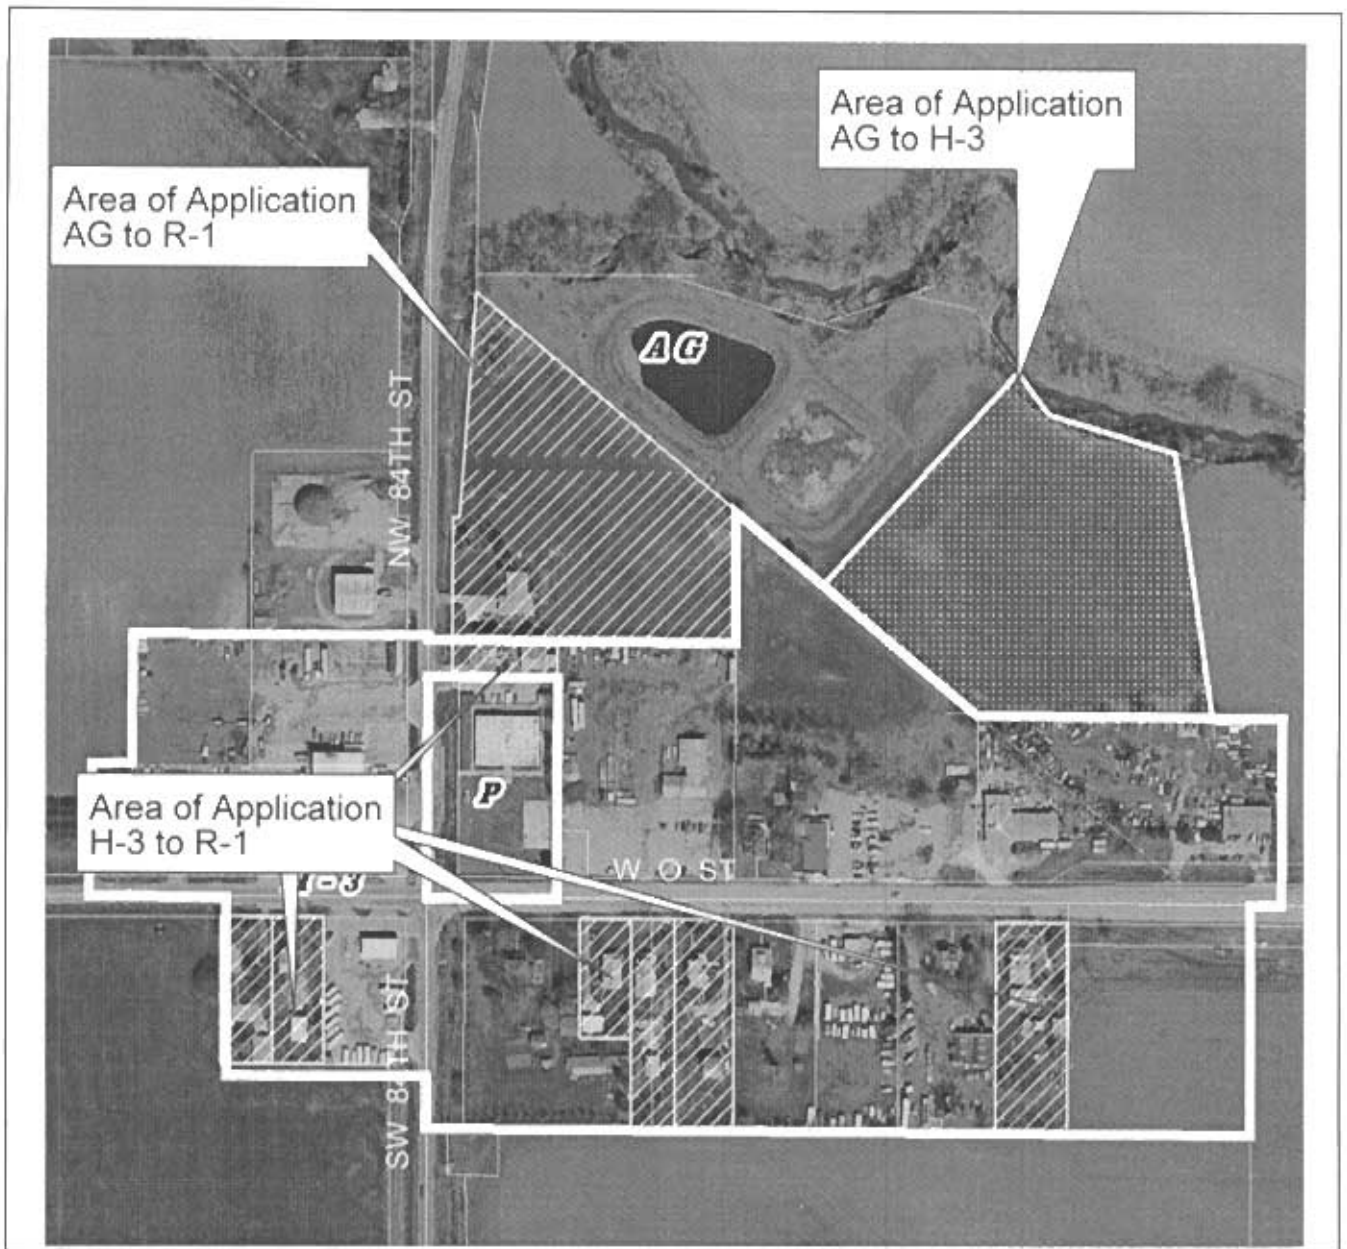 Area of Application
AG to H-3
Area of Application
AG to R-1
AG
NW 84TH ST
P
Area of Application
H-3 to R-1
W O ST
SW 84TH ST